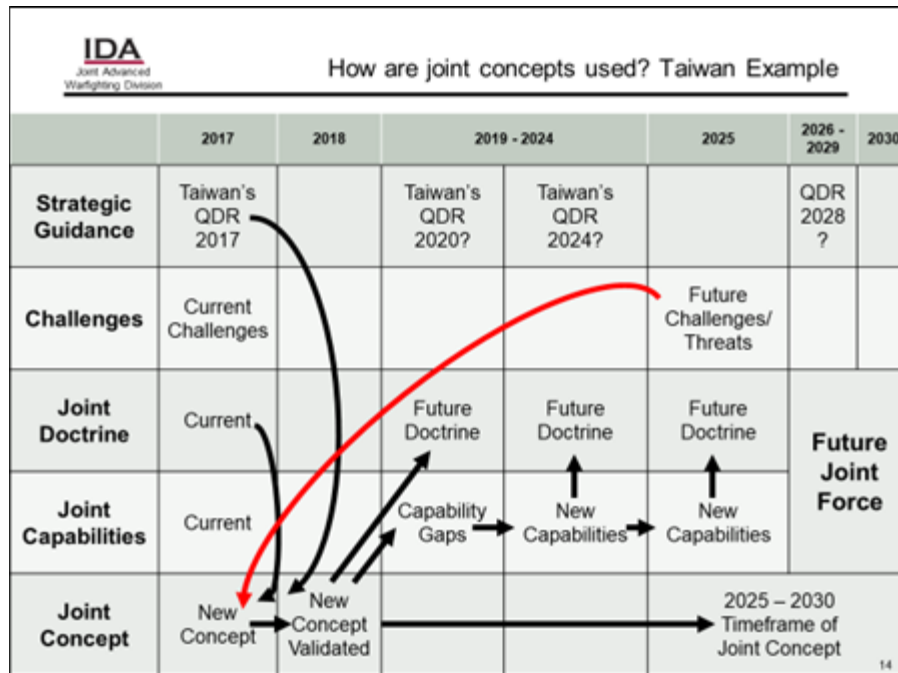 IDA
Joint Advanced
Warfighting Division
How are joint concepts used? Taiwan Example
2017
2018
2019 - 2024
2025
2026 -
2029
2030
Strategic
Guidance
Taiwan's
QDR
2017
Taiwan's
QDR
2020?
Taiwan's
QDR
2024?
QDR
2028
?
Challenges
Current
Challenges
Future
Challenges/
Threats
Joint
Doctrine
Current
Future
Doctrine
Future
Doctrine
Future
Doctrine
Future
Joint
Force
Joint
Capabilities
Current
Capability
Gaps
New
Capabilities
New
Capabilities
Joint
Concept
New
Concept
New
Concept
Validated
2025 – 2030
Timeframe of
Joint Concept
14